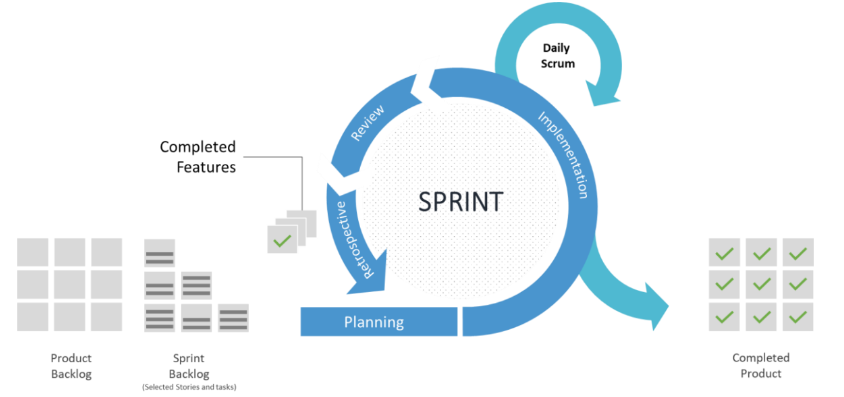 Daily
Scrum
Implementation
Review
Completed
Features
SPRINT
Retrospective
Planning
Product
Backlog
Sprint
Backlog
(Selected Stories and tasks)
Completed
Product